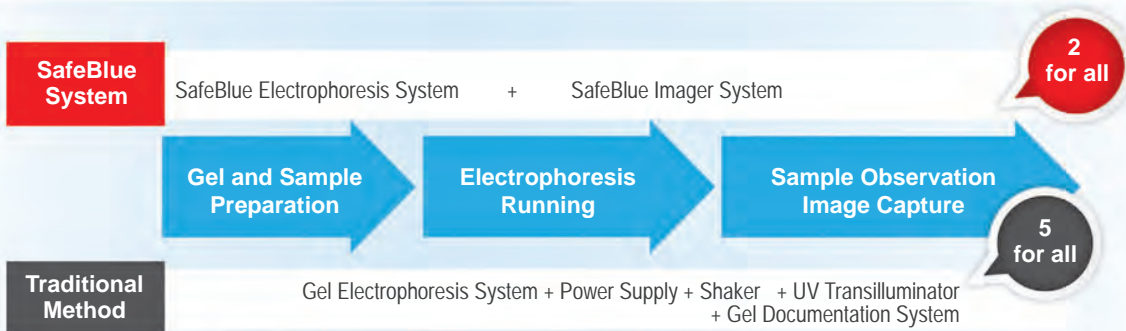 SafeBlue
System
SafeBlue Electrophoresis System + SafeBlue Imager System
2
for all
Gel and Sample
Preparation
Electrophoresis
Running
Sample Observation
Image Capture
5
for all
Traditional
Method
Gel Electrophoresis System + Power Supply + Shaker + UV Transilluminator
+ Gel Documentation System